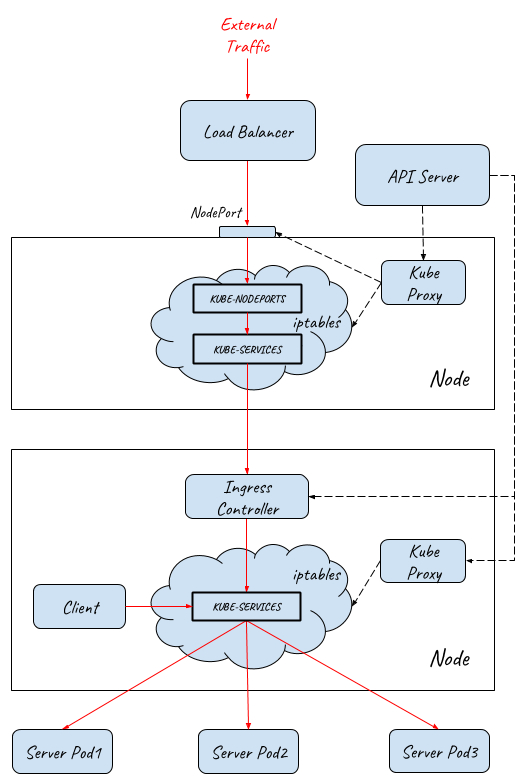 External
Traffic
Load Balancer
API Server
NodePort
Kube
Proxy
KUBE-NODEPORTS
iptables
KUBE-SERVICES
Node
Ingress
Controller
Kube
Proxy
iptables
Client
KUBE-SERVICES
Node
Server Pod1
Server Pod2
Server Pod3